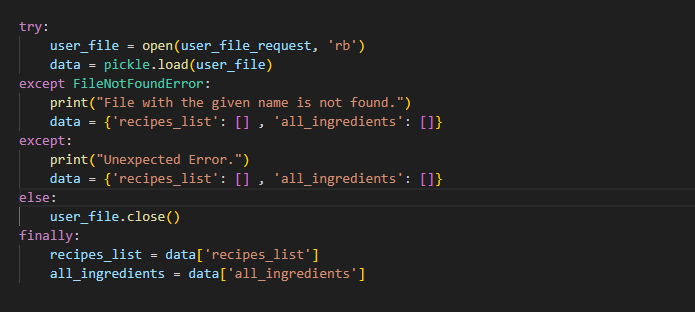 try:
    user_file = open(user_file_request, 'rb')
    data = pickle.load(user_file)
except FileNotFoundError:
    print("File with the given name is not found.")
    data = {'recipes_list': [] , 'all_ingredients': []}
except:
    print("Unexpected Error.")
    data = {'recipes_list': [] , 'all_ingredients': []}
else:
    user_file.close()
finally:
    recipes_list = data['recipes_list']
    all_ingredients = data['all_ingredients']